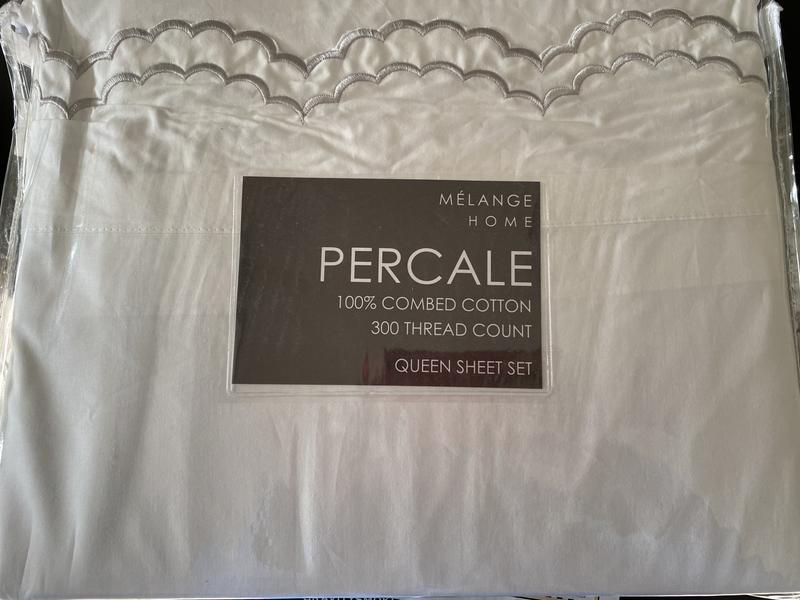 MÉLANGE
HOME
PERCALE
100% COMBED COTTON
300 THREAD COUNT
QUEEN SHEET SET